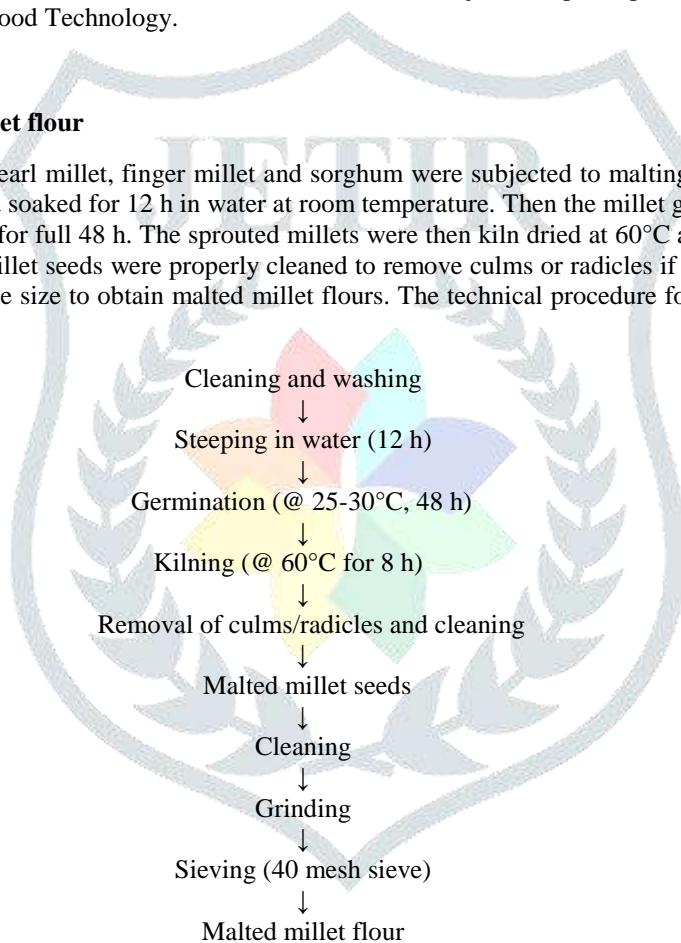 ood Technology.
JETIR
et flour
earl millet, finger millet and sorghum were subjected to malting
soaked for 12 h in water at room temperature. Then the millet g
for full 48 h. The sprouted millets were then kiln dried at 60°C a
illet seeds were properly cleaned to remove culms or radicles if
e size to obtain malted millet flours. The technical procedure fo
Cleaning and washing
↓
Steeping in water (12 h)
↓
Germination (@ 25-30°C, 48 h)
↓
Kilning (@ 60°C for 8 h)
↓
Removal of culms/radicles and cleaning
↓
Malted millet seeds
↓
Cleaning
↓
Grinding
↓
Sieving (40 mesh sieve)
↓
Malted millet flour